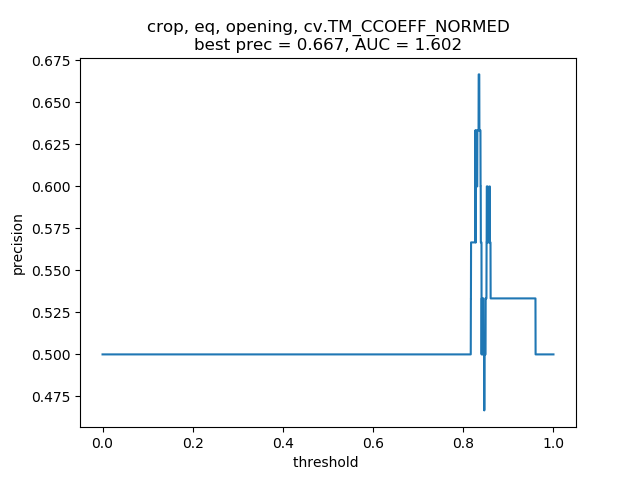 crop, eq, opening, cv.TM_CCOEFF_NORMED
best prec = 0.667, AUC = 1.602
0.675
0.650
0.625
0.600
0.575
0.550
0.525
0.500
0.475
precision
0.0 0.2 0.4 0.6 0.8 1.0
threshold